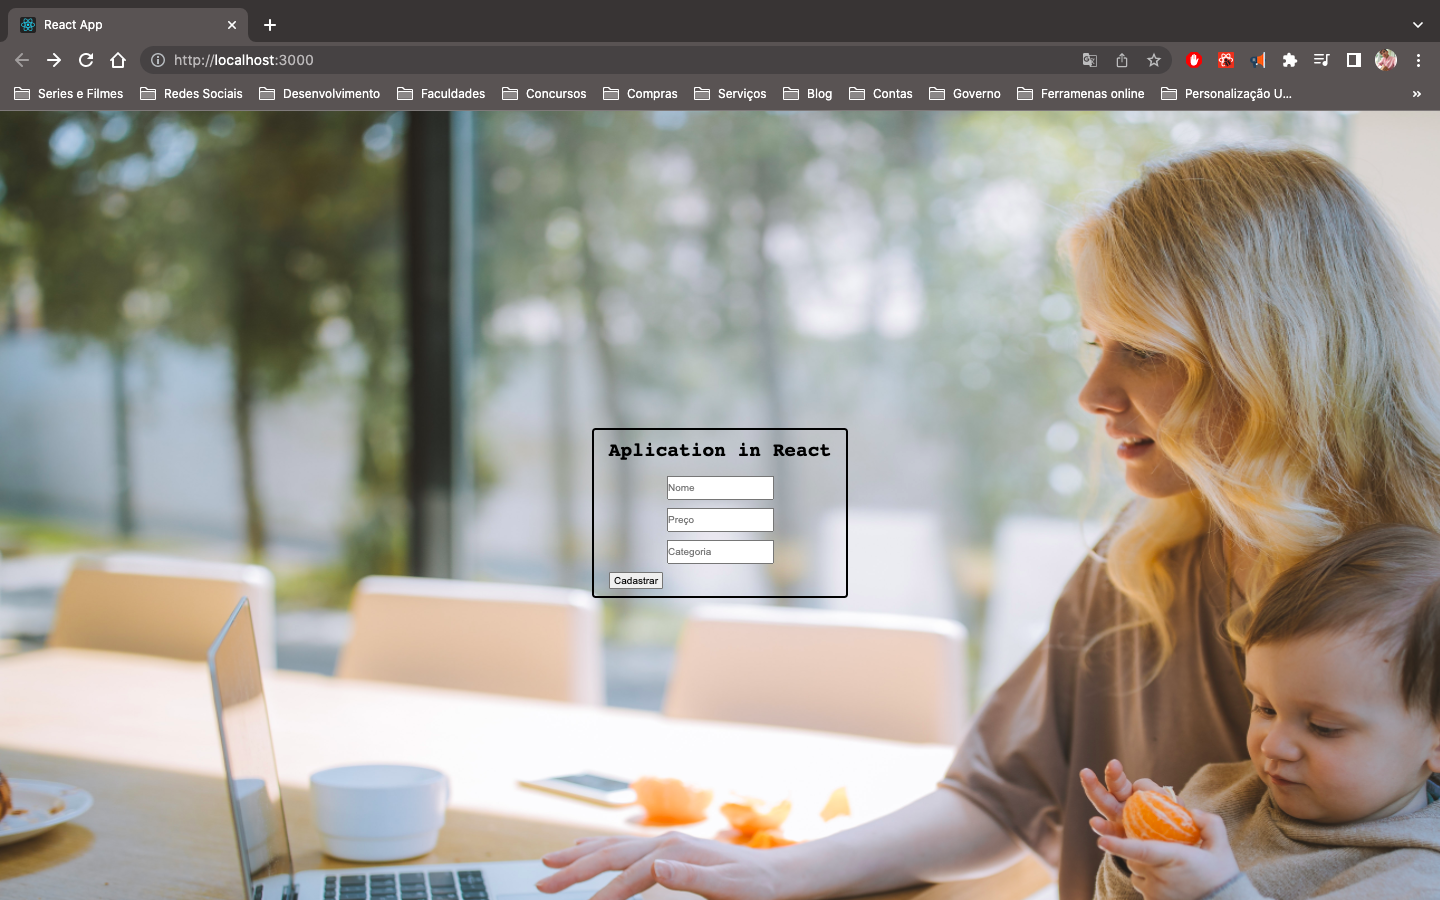 React App
http://localhost:3000
Series e Filmes
Redes Sociais
Desenvolvimento
Faculdades
Concursos
Compras
Serviços
Blog
Contas
Governo
Ferramenas online
Personalização U...
Aplication in React
Nome
Preço
Categoria
Cadastrar